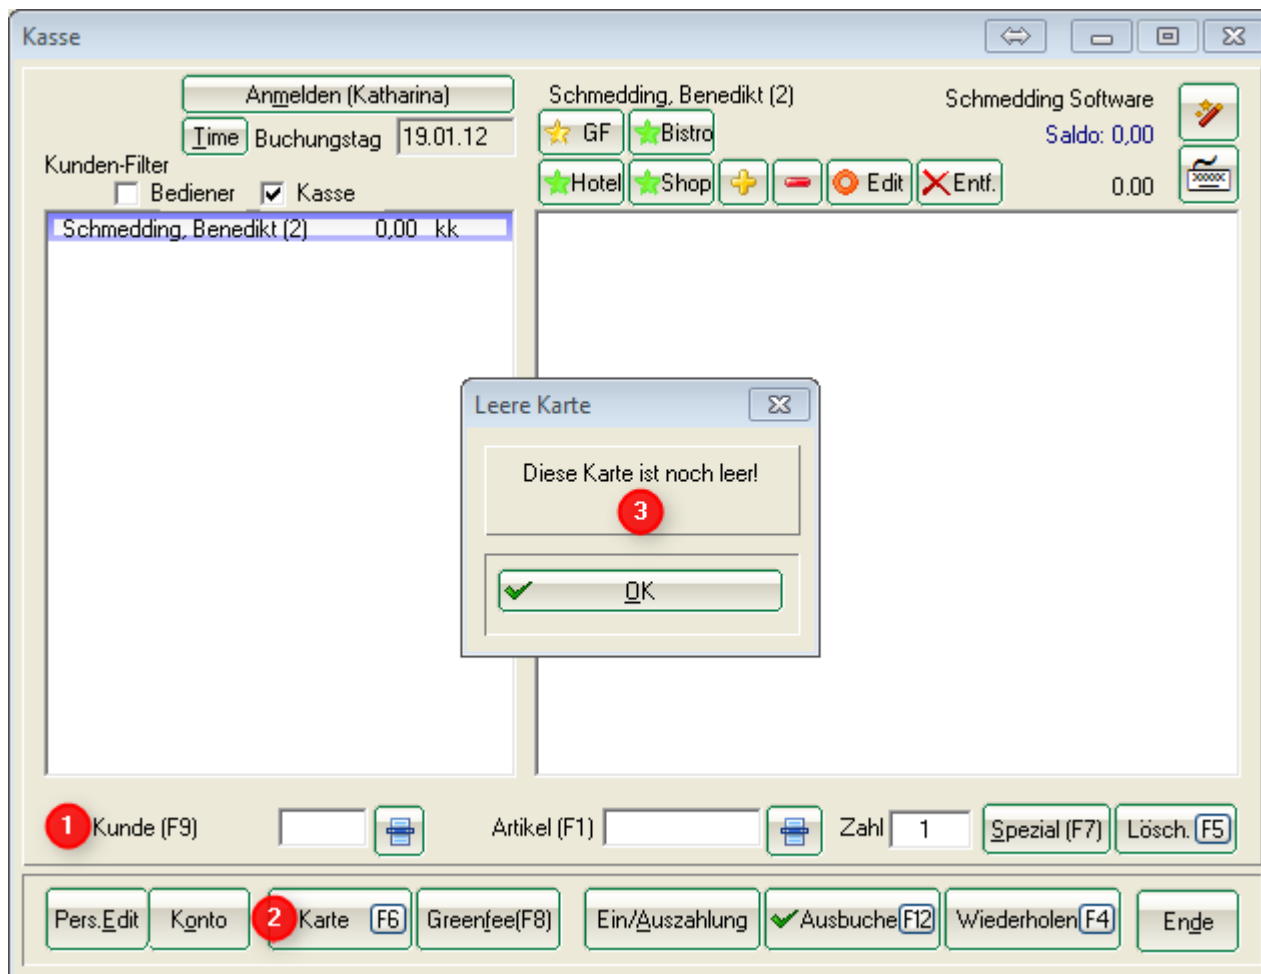 Kasse
Anmelden (Katharina)
Time Buchungstag 19.01.12
Kunden-Filter
Bediener Kasse
Schmedding, Benedikt (2) 0,00 kk
Schmedding, Benedikt (2) Schmedding Software
GF Bistro Saldo: 0,00
Hotel Shop Edit Entf. 0.00
Leere Karte
Diese Karte ist noch leer!
3
OK
1 Kunde (F9) Artikel (F1) Zahl 1 Spezial (F7) Lösch. F5
Pers.Edit Konto 2 Karte F6 Greenfee(F8) Ein/Auszahlung Ausbuche F12 Wiederholen F4 Ende